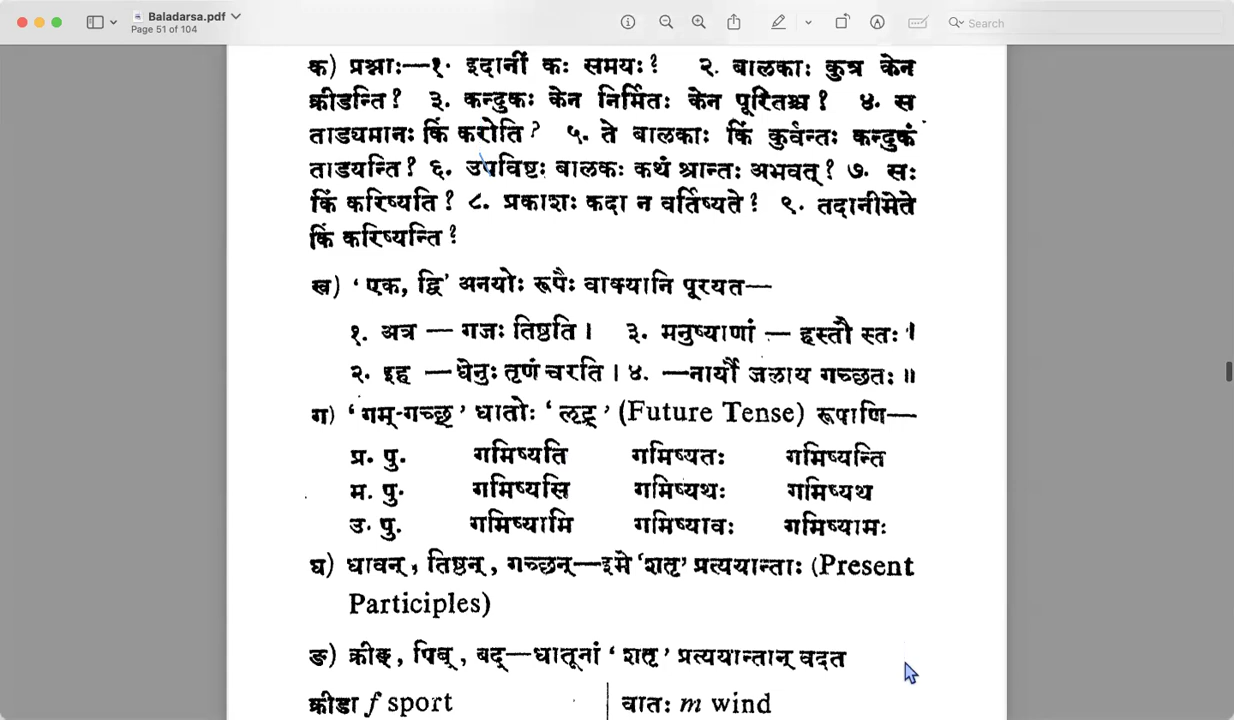 Baladarsa.pdf
Page 51 of 104
Search
क) प्रश्नाः—१. इदानीं कः समयः? २. बालकाः कुत्र केन
क्रीडन्ति? ३. कन्दुकः केन निर्मितः केन पूरितश्च? ४. स
ताड्यमानः किं करोति? ५. ते बालकाः किं कुर्वन्तः कन्दुकं
ताडयन्ति? ६. उपविष्टः बालकः कथं श्रान्तः अभवत्? ७. सः
किं करिष्यति? ८. प्रकाशः कदा न वर्तिष्यते? ९. तदानीमेते
किं करिष्यन्ति?
ख) 'एक, द्वि' अनयोः रूपैः वाक्यानि पूरयत—
१. अत्र — गजः तिष्ठति। ३. मनुष्याणां — हस्तौ स्तः।
२. इह —धेनुः तृणं चरति। ४. —नार्यौ जलाय गच्छतः॥
ग) 'गम्-गच्छ्' धातोः 'लृट्' (Future Tense) रूपाणि—
प्र. पु. गमिष्यति गमिष्यतः गमिष्यन्ति
म. पु. गमिष्यसि गमिष्यथः गमिष्यथ
उ. पु. गमिष्यामि गमिष्यावः गमिष्यामः
घ) धावन्, तिष्ठन्, गच्छन्—इमे 'शतृ' प्रत्ययान्ताः (Present
Participles)
ङ) क्रीड्, पिब्, वद्—धातूनां 'शतृ' प्रत्ययान्तान् वदत
क्रीडा f sport
वातः m wind